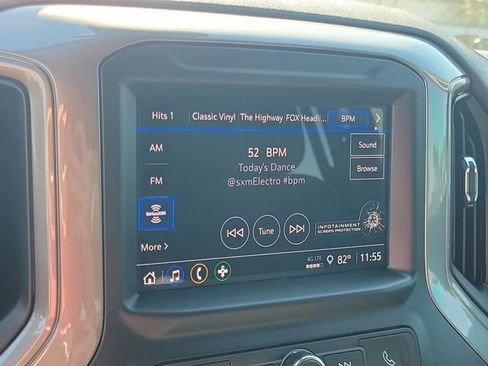 Hits 1 Classic Vinyl The Highway FOX Headli... BPM
AM
52 BPM
Sound
Today's Dance
Browse
FM
@sxmElectro #bpm
SiriusXM
Tune
INFOTAINMENT
SCREEN PROTECTION
More
4G LTE
82° 11:55